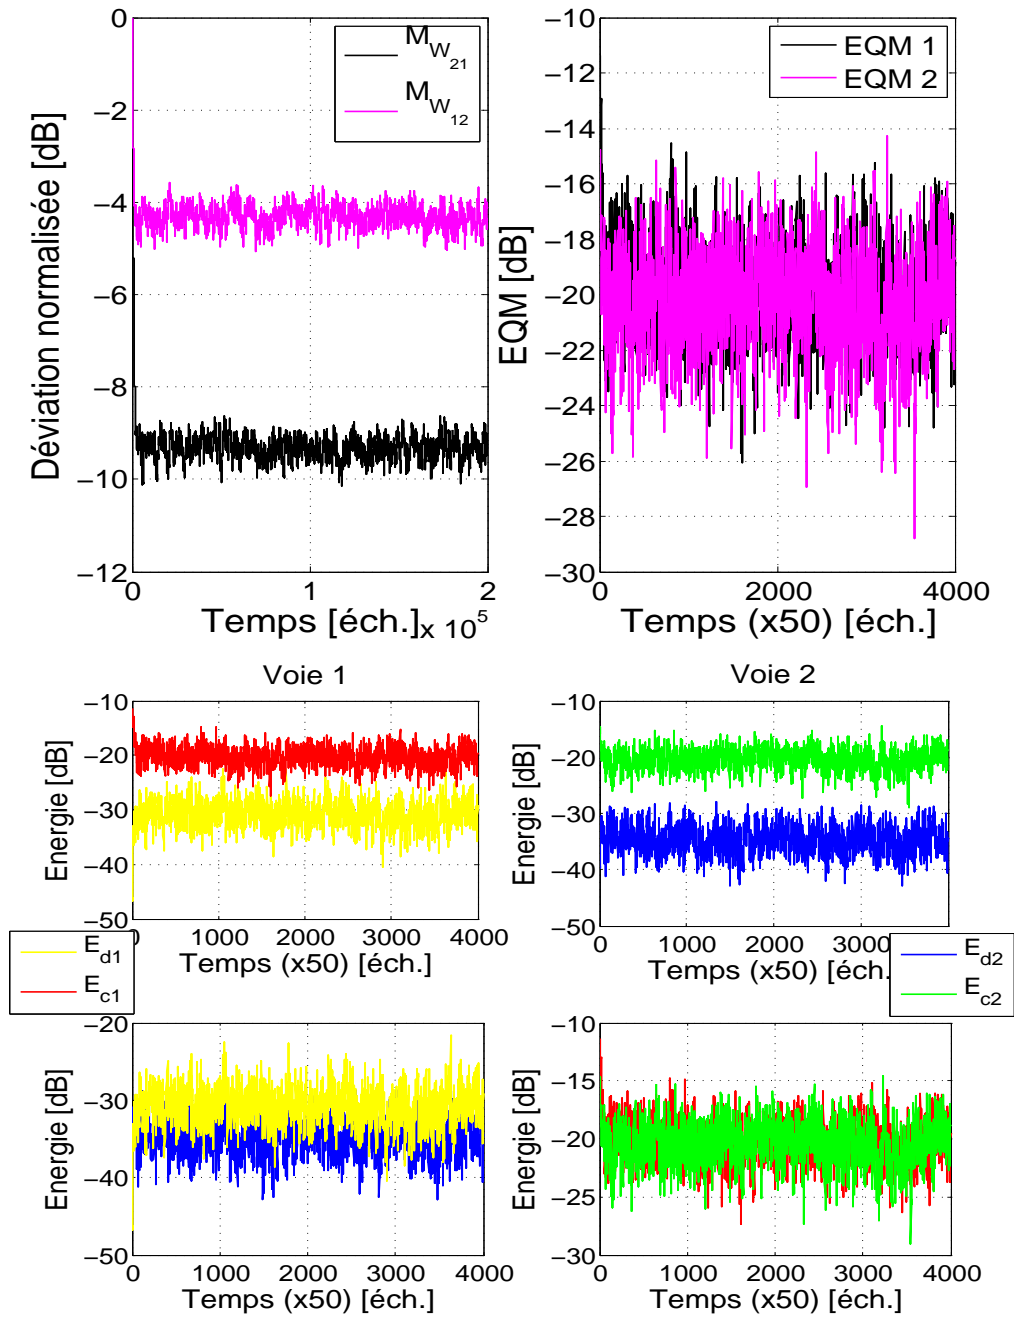 0
−2
−4
−6
−8
−10
−12
Déviation normalisée [dB]
M_W_21
M_W_12
0 1 2
Temps [éch.] x 10^5
−10
−12
−14
−16
−18
−20
−22
−24
−26
−28
−30
EQM [dB]
EQM 1
EQM 2
0 2000 4000
Temps (x50) [éch.]
Voie 1
−10
−20
−30
−40
−50
Energie [dB]
0 1000 2000 3000 4000
Temps (x50) [éch.]
Voie 2
−10
−20
−30
−40
−50
Energie [dB]
0 1000 2000 3000
Temps (x50) [éch.]
E_d1
E_c1
E_d2
E_c2
−20
−30
−40
−50
Energie [dB]
0 1000 2000 3000 4000
Temps (x50) [éch.]
−10
−15
−20
−25
−30
Energie [dB]
0 1000 2000 3000 4000
Temps (x50) [éch.]